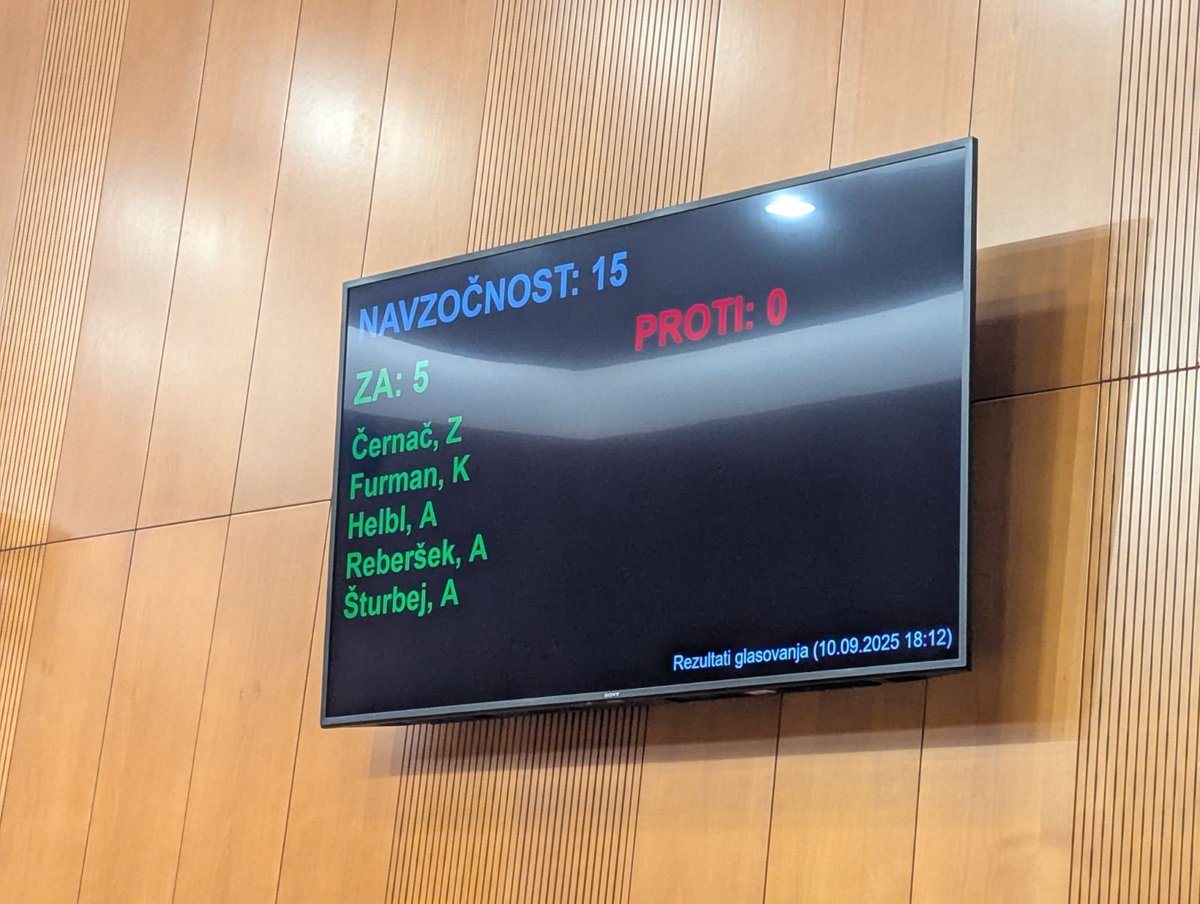 NAVZOČNOST: 15
PROTI: 0
ZA: 5
Černač, Z
Furman, K
Helbl, A
Reberšek, A
Šturbej, A
Rezultati glasovanja (10.09.2025 18:12)
SONY